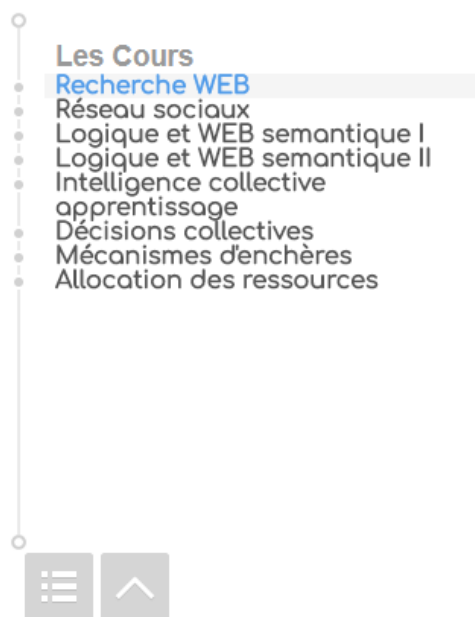 Les Cours
Recherche WEB
Réseau sociaux
Logique et WEB semantique I
Logique et WEB semantique II
Intelligence collective
apprentissage
Décisions collectives
Mécanismes d'enchères
Allocation des ressources